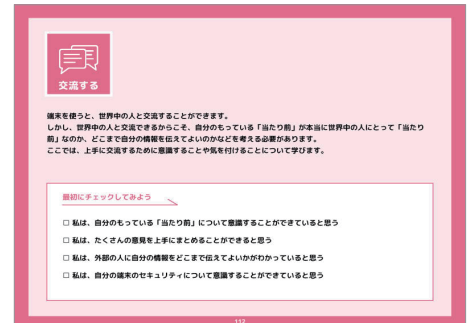 交流する
端末を使うと、世界中の人と交流することができます。
しかし、世界中の人と交流できるからこそ、自分のもっている「当たり前」が本当に世界中の人にとって「当たり
前」なのか、どこまで自分の情報を伝えてよいのかなどを考える必要があります。
ここでは、上手に交流するために意識することや気を付けることについて学びます。
最初にチェックしてみよう
□ 私は、自分のもっている「当たり前」について意識することができていると思う
□ 私は、たくさんの意見を上手にまとめることができると思う
□ 私は、外部の人に自分の情報をどこまで伝えてよいかがわかっていると思う
□ 私は、自分の端末のセキュリティについて意識することができていると思う
112